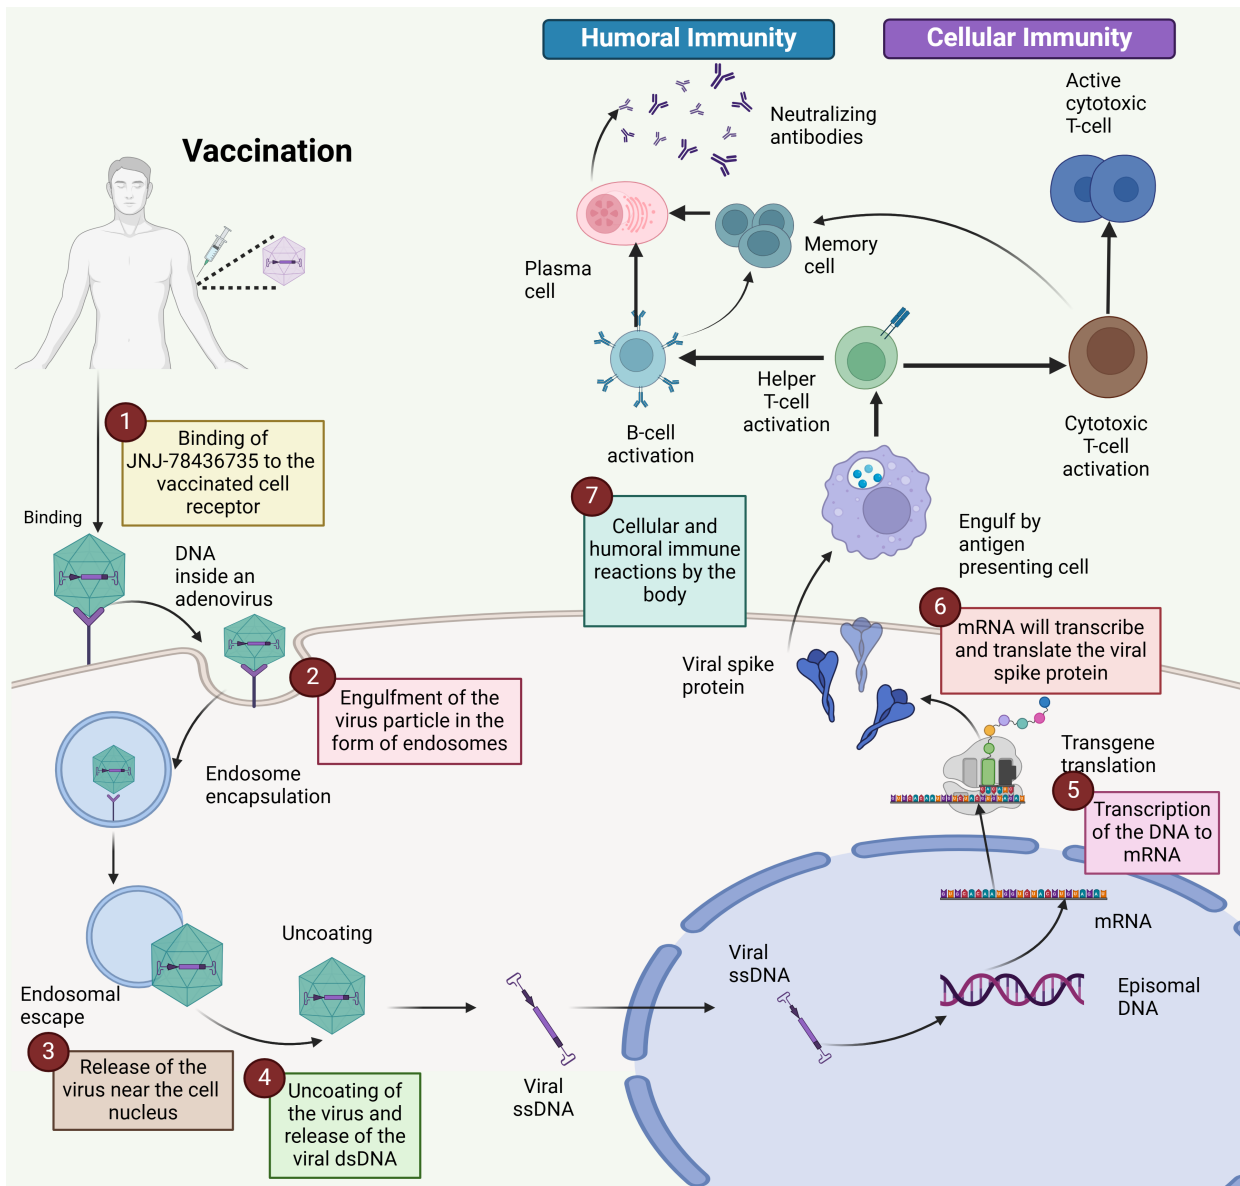 Humoral Immunity
Cellular Immunity
Vaccination
Neutralizing
antibodies
Active
cytotoxic
T-cell
Plasma
cell
Memory
cell
B-cell
activation
Helper
T-cell
activation
Cytotoxic
T-cell
activation
1
Binding of
JNJ-78436735 to the
vaccinated cell
receptor
Binding
DNA
inside an
adenovirus
2
Engulfment of the
virus particle in the
form of endosomes
Endosome
encapsulation
Endosomal
escape
3
Release of the
virus near the cell
nucleus
Uncoating
4
Uncoating of
the virus and
release of the
viral dsDNA
Viral
ssDNA
Viral
ssDNA
Episomal
DNA
mRNA
5
Transcription
of the DNA to
mRNA
Transgene
translation
6
mRNA will transcribe
and translate the viral
spike protein
Viral spike
protein
Engulf by
antigen
presenting cell
7
Cellular and
humoral immune
reactions by the
body